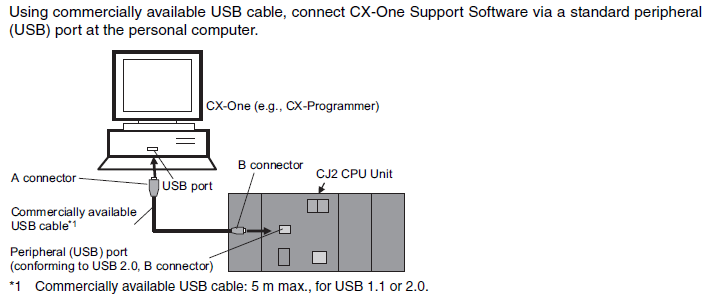 Using commercially available USB cable, connect CX-One Support Software via a standard peripheral
(USB) port at the personal computer.
CX-One (e.g., CX-Programmer)
B connector
CJ2 CPU Unit
A connector
USB port
Commercially available
USB cable*1
Peripheral (USB) port
(conforming to USB 2.0, B connector)
*1 Commercially available USB cable: 5 m max., for USB 1.1 or 2.0.